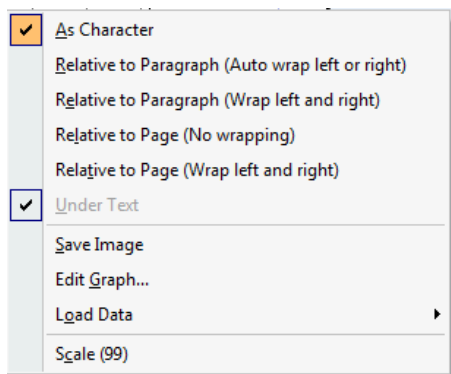 As Character
Relative to Paragraph (Auto wrap left or right)
Relative to Paragraph (Wrap left and right)
Relative to Page (No wrapping)
Relative to Page (Wrap left and right)
Under Text
Save Image
Edit Graph...
Load Data
Scale (99)